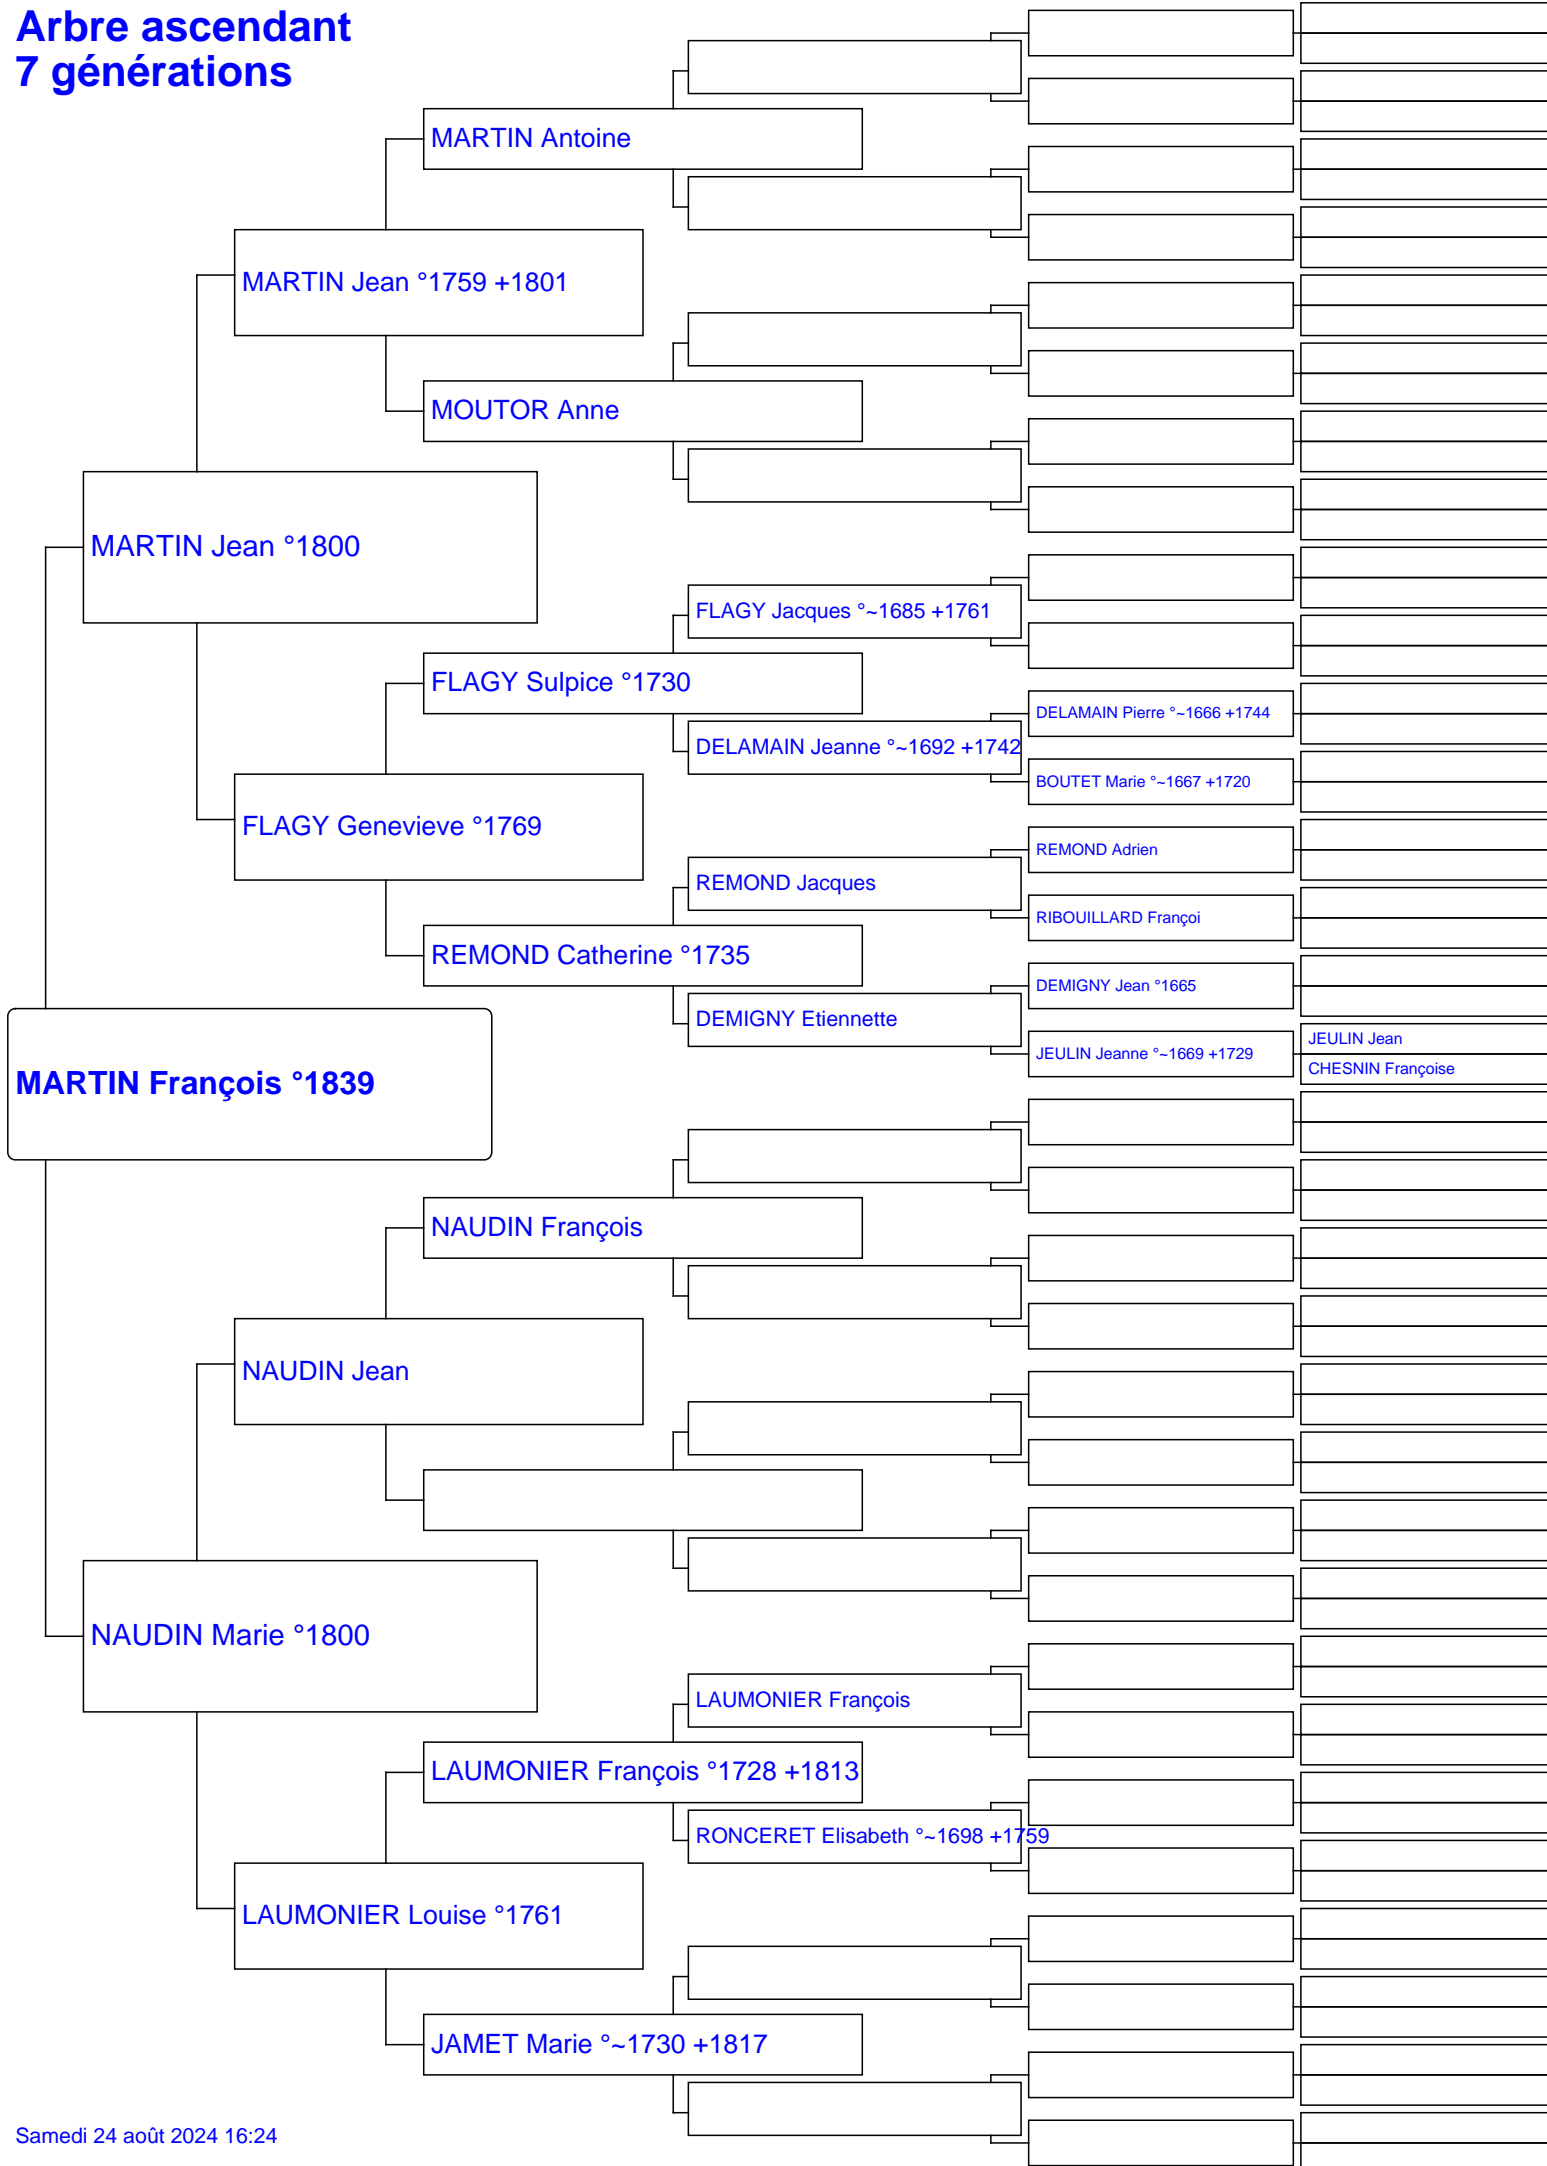 Arbre ascendant
7 générations
MARTIN Antoine
MARTIN Jean °1759 +1801
MOUTOR Anne
MARTIN Jean °1800
FLAGY Jacques °~1685 +1761
FLAGY Sulpice °1730
DELAMAIN Pierre °~1666 +1744
DELAMAIN Jeanne °~1692 +1742
BOUTET Marie °~1667 +1720
FLAGY Genevieve °1769
REMOND Adrien
REMOND Jacques
RIBOUILLARD Françoi
REMOND Catherine °1735
DEMIGNY Jean °1665
DEMIGNY Etiennette
JEULIN Jean
JEULIN Jeanne °~1669 +1729
CHESNIN Françoise
MARTIN François °1839
NAUDIN François
NAUDIN Jean
NAUDIN Marie °1800
LAUMONIER François
LAUMONIER François °1728 +1813
RONCERET Elisabeth °~1698 +1759
LAUMONIER Louise °1761
JAMET Marie °~1730 +1817
Samedi 24 août 2024 16:24